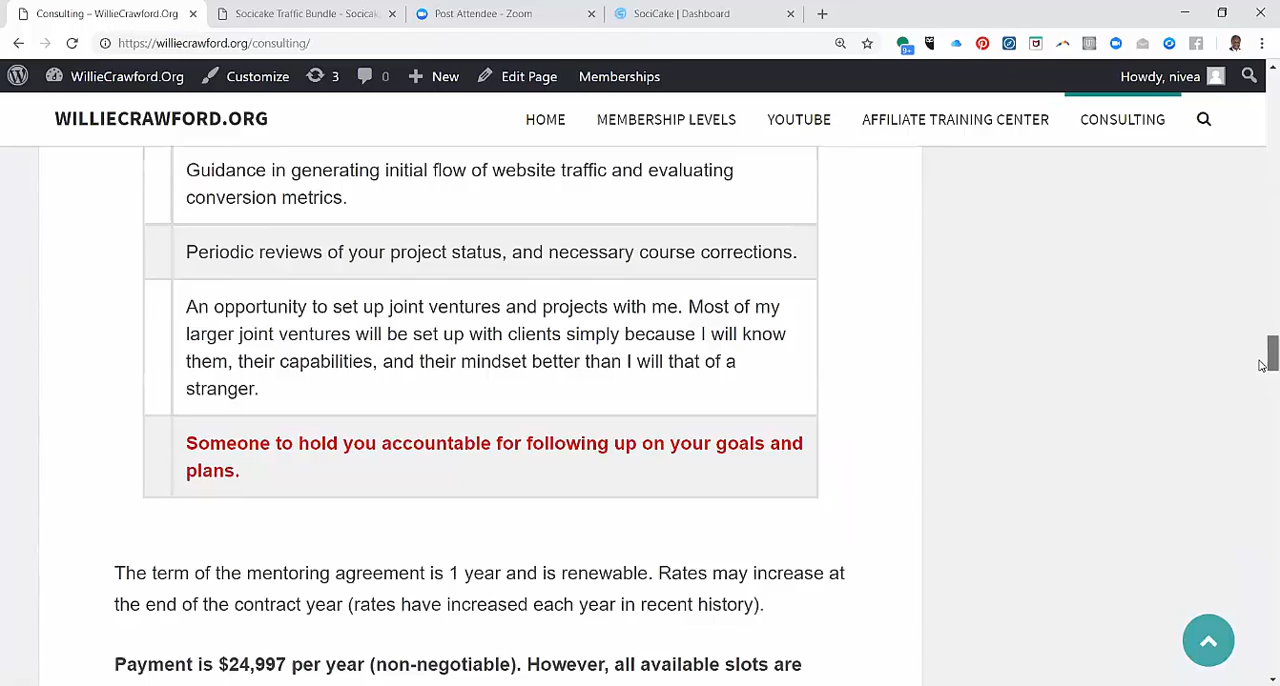 Consulting – WillieCrawford.Org
Socicake Traffic Bundle - Socicak
Post Attendee - Zoom
SociCake | Dashboard
https://williecrawford.org/consulting/
9+
WillieCrawford.Org Customize 3 0 New Edit Page Memberships Howdy, nivea
WILLIECRAWFORD.ORG
HOME MEMBERSHIP LEVELS YOUTUBE AFFILIATE TRAINING CENTER CONSULTING
Guidance in generating initial flow of website traffic and evaluating
conversion metrics.
Periodic reviews of your project status, and necessary course corrections.
An opportunity to set up joint ventures and projects with me. Most of my
larger joint ventures will be set up with clients simply because I will know
them, their capabilities, and their mindset better than I will that of a
stranger.
Someone to hold you accountable for following up on your goals and
plans.
The term of the mentoring agreement is 1 year and is renewable. Rates may increase at
the end of the contract year (rates have increased each year in recent history).
Payment is $24,997 per year (non-negotiable). However, all available slots are